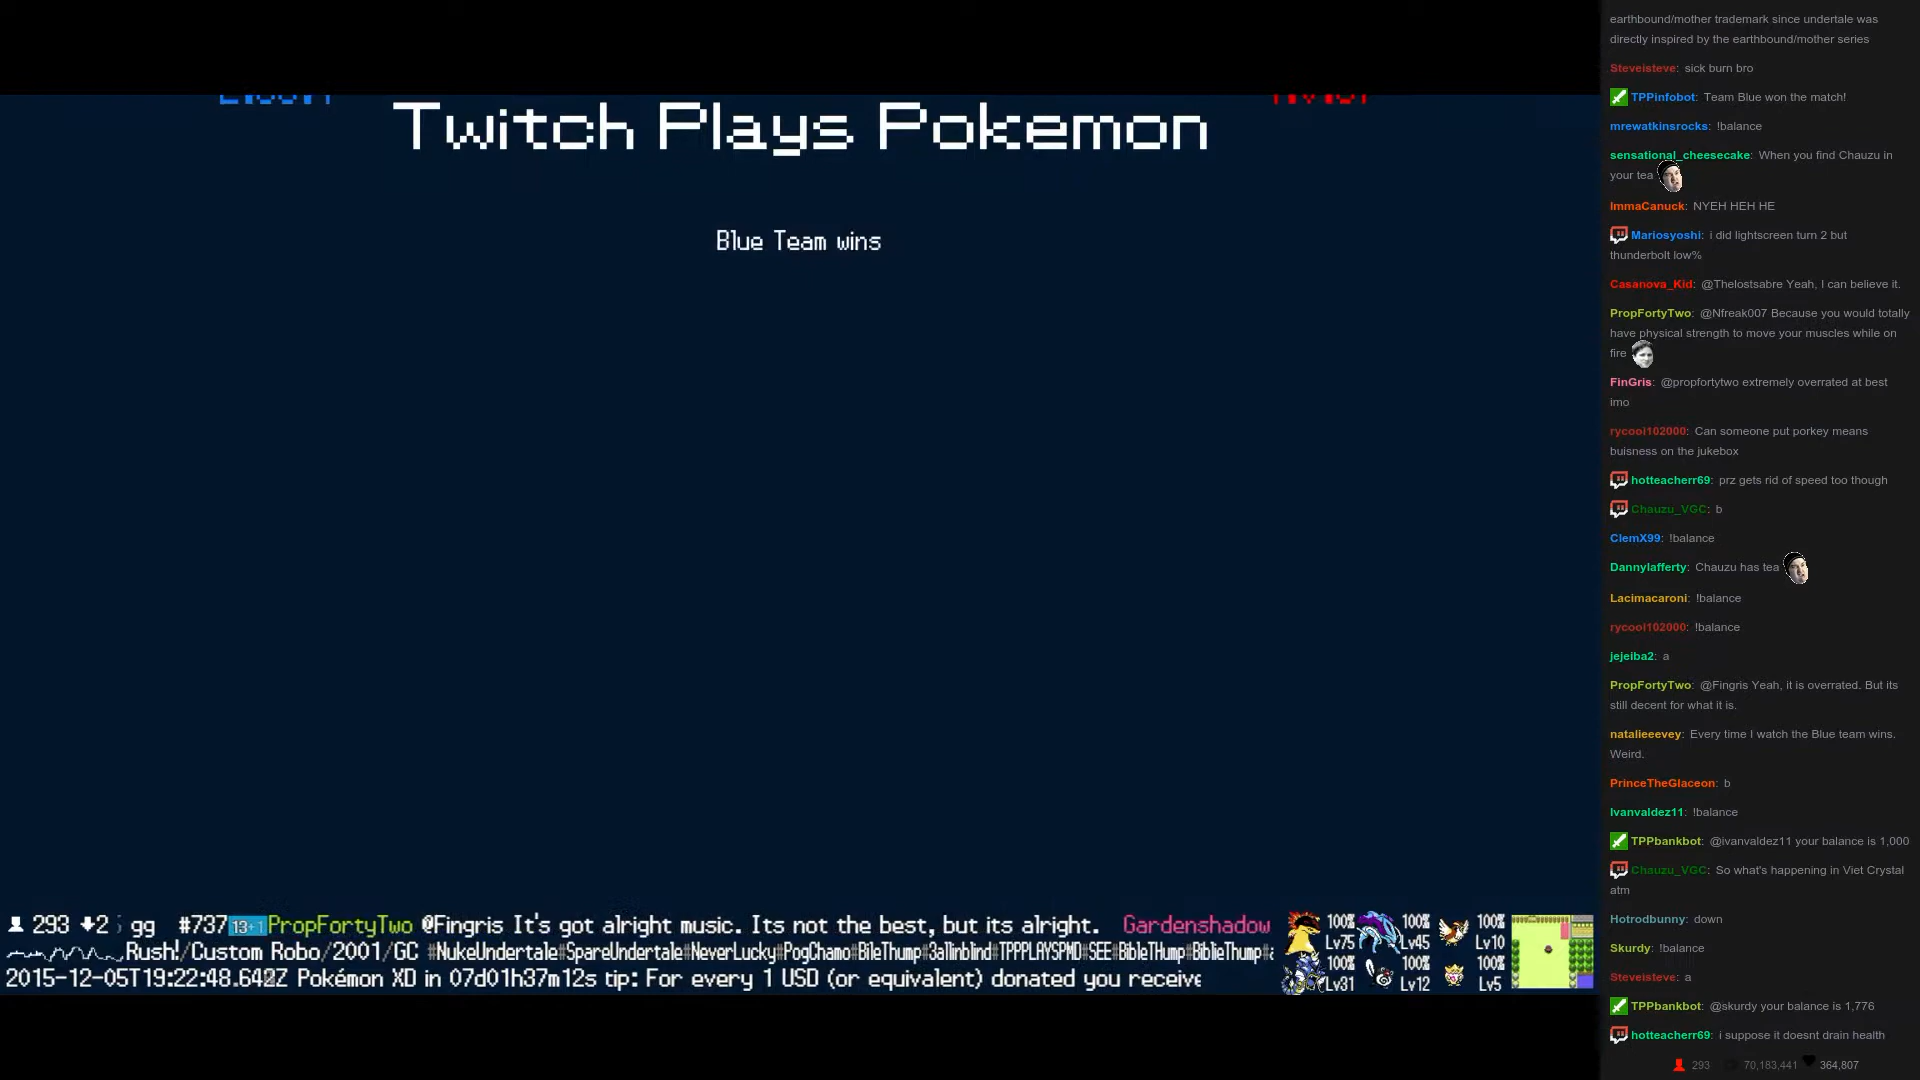 Twitch Plays Pokemon
Blue Team wins
293 2 gg #737 13+1 PropFortyTwo @Fingris It's got alright music. Its not the best, but its alright. Gardenshadow
Rush!/Custom Robo/2001/GC #NukeUndertale#SpareUndertale#NeverLucky#PogChamo#BileThump#3allinblind#TPPPLAYSPMD#SEE#BibleTHump#BiblieThump#
2015-12-05T19:22:48. Pokémon XD in 07d01h37m12s tip: For every 1 USD (or equivalent) donated you receive
100% 100% 100%
Lv75 Lv45 Lv10
100% 100% 100%
Lv31 Lv12 Lv5
earthbound/mother trademark since undertale was
directly inspired by the earthbound/mother series
Steveisteve: sick burn bro
TPPinfobot: Team Blue won the match!
mrewatkinsrocks: !balance
sensational_cheesecake: When you find Chauzu in
your tea
ImmaCanuck: NYEH HEH HE
Mariosyoshi: i did lightscreen turn 2 but
thunderbolt low%
Casanova_Kid: @Thelostsabre Yeah, I can believe it.
PropFortyTwo: @Nfreak007 Because you would totally
have physical strength to move your muscles while on
fire
FinGris: @propfortytwo extremely overrated at best
imo
rycool102000: Can someone put porkey means
buisness on the jukebox
hotteacherr69: prz gets rid of speed too though
Chauzu_VGC: b
ClemX99: !balance
Dannylafferty: Chauzu has tea
Lacimacaroni: !balance
rycool102000: !balance
jejeiba2: a
PropFortyTwo: @Fingris Yeah, it is overrated. But its
still decent for what it is.
natalieeevey: Every time I watch the Blue team wins.
Weird.
PrinceTheGlaceon: b
Ivanvaldez11: !balance
TPPbankbot: @ivanvaldez11 your balance is 1,000
Chauzu_VGC: So what's happening in Viet Crystal
atm
Hotrodbunny: down
Skurdy: !balance
Steveisteve: a
TPPbankbot: @skurdy your balance is 1,776
hotteacherr69: i suppose it doesnt drain health
293 70,183,441 364,807